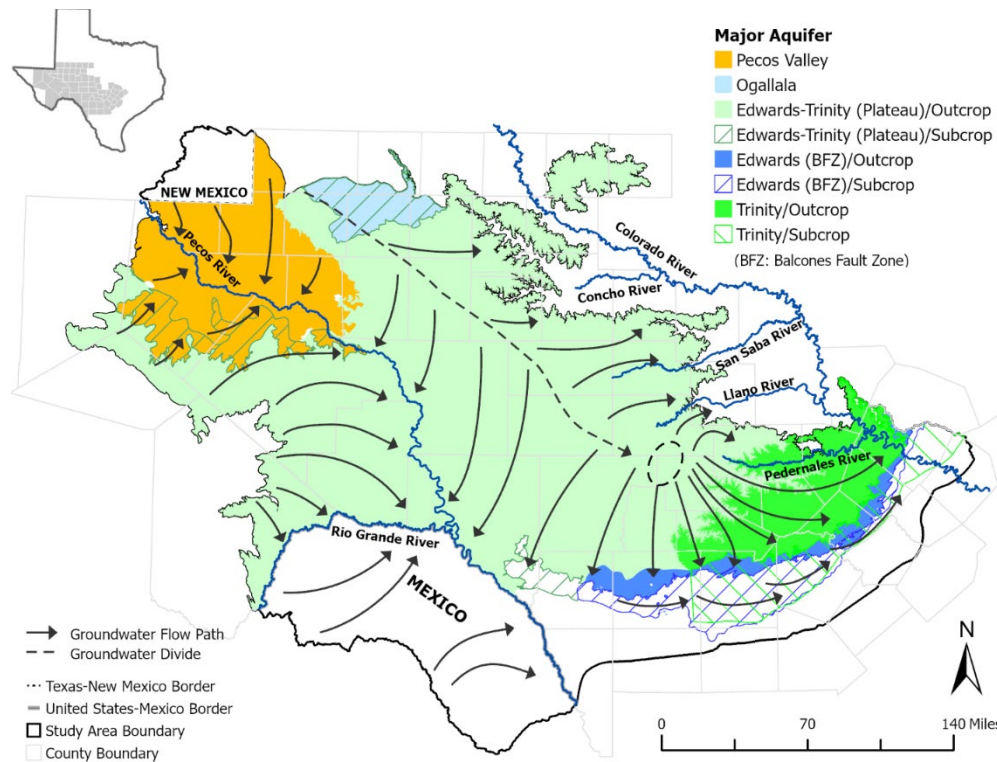 Major Aquifer
Pecos Valley
Ogallala
Edwards-Trinity (Plateau)/Outcrop
Edwards-Trinity (Plateau)/Subcrop
Edwards (BFZ)/Outcrop
Edwards (BFZ)/Subcrop
Trinity/Outcrop
Trinity/Subcrop
(BFZ: Balcones Fault Zone)
NEW MEXICO
Pecos River
Colorado River
Concho River
San Saba River
Llano River
Pedernales River
Rio Grande River
MEXICO
Groundwater Flow Path
Groundwater Divide
Texas-New Mexico Border
United States-Mexico Border
Study Area Boundary
County Boundary
N
0 70 140 Miles